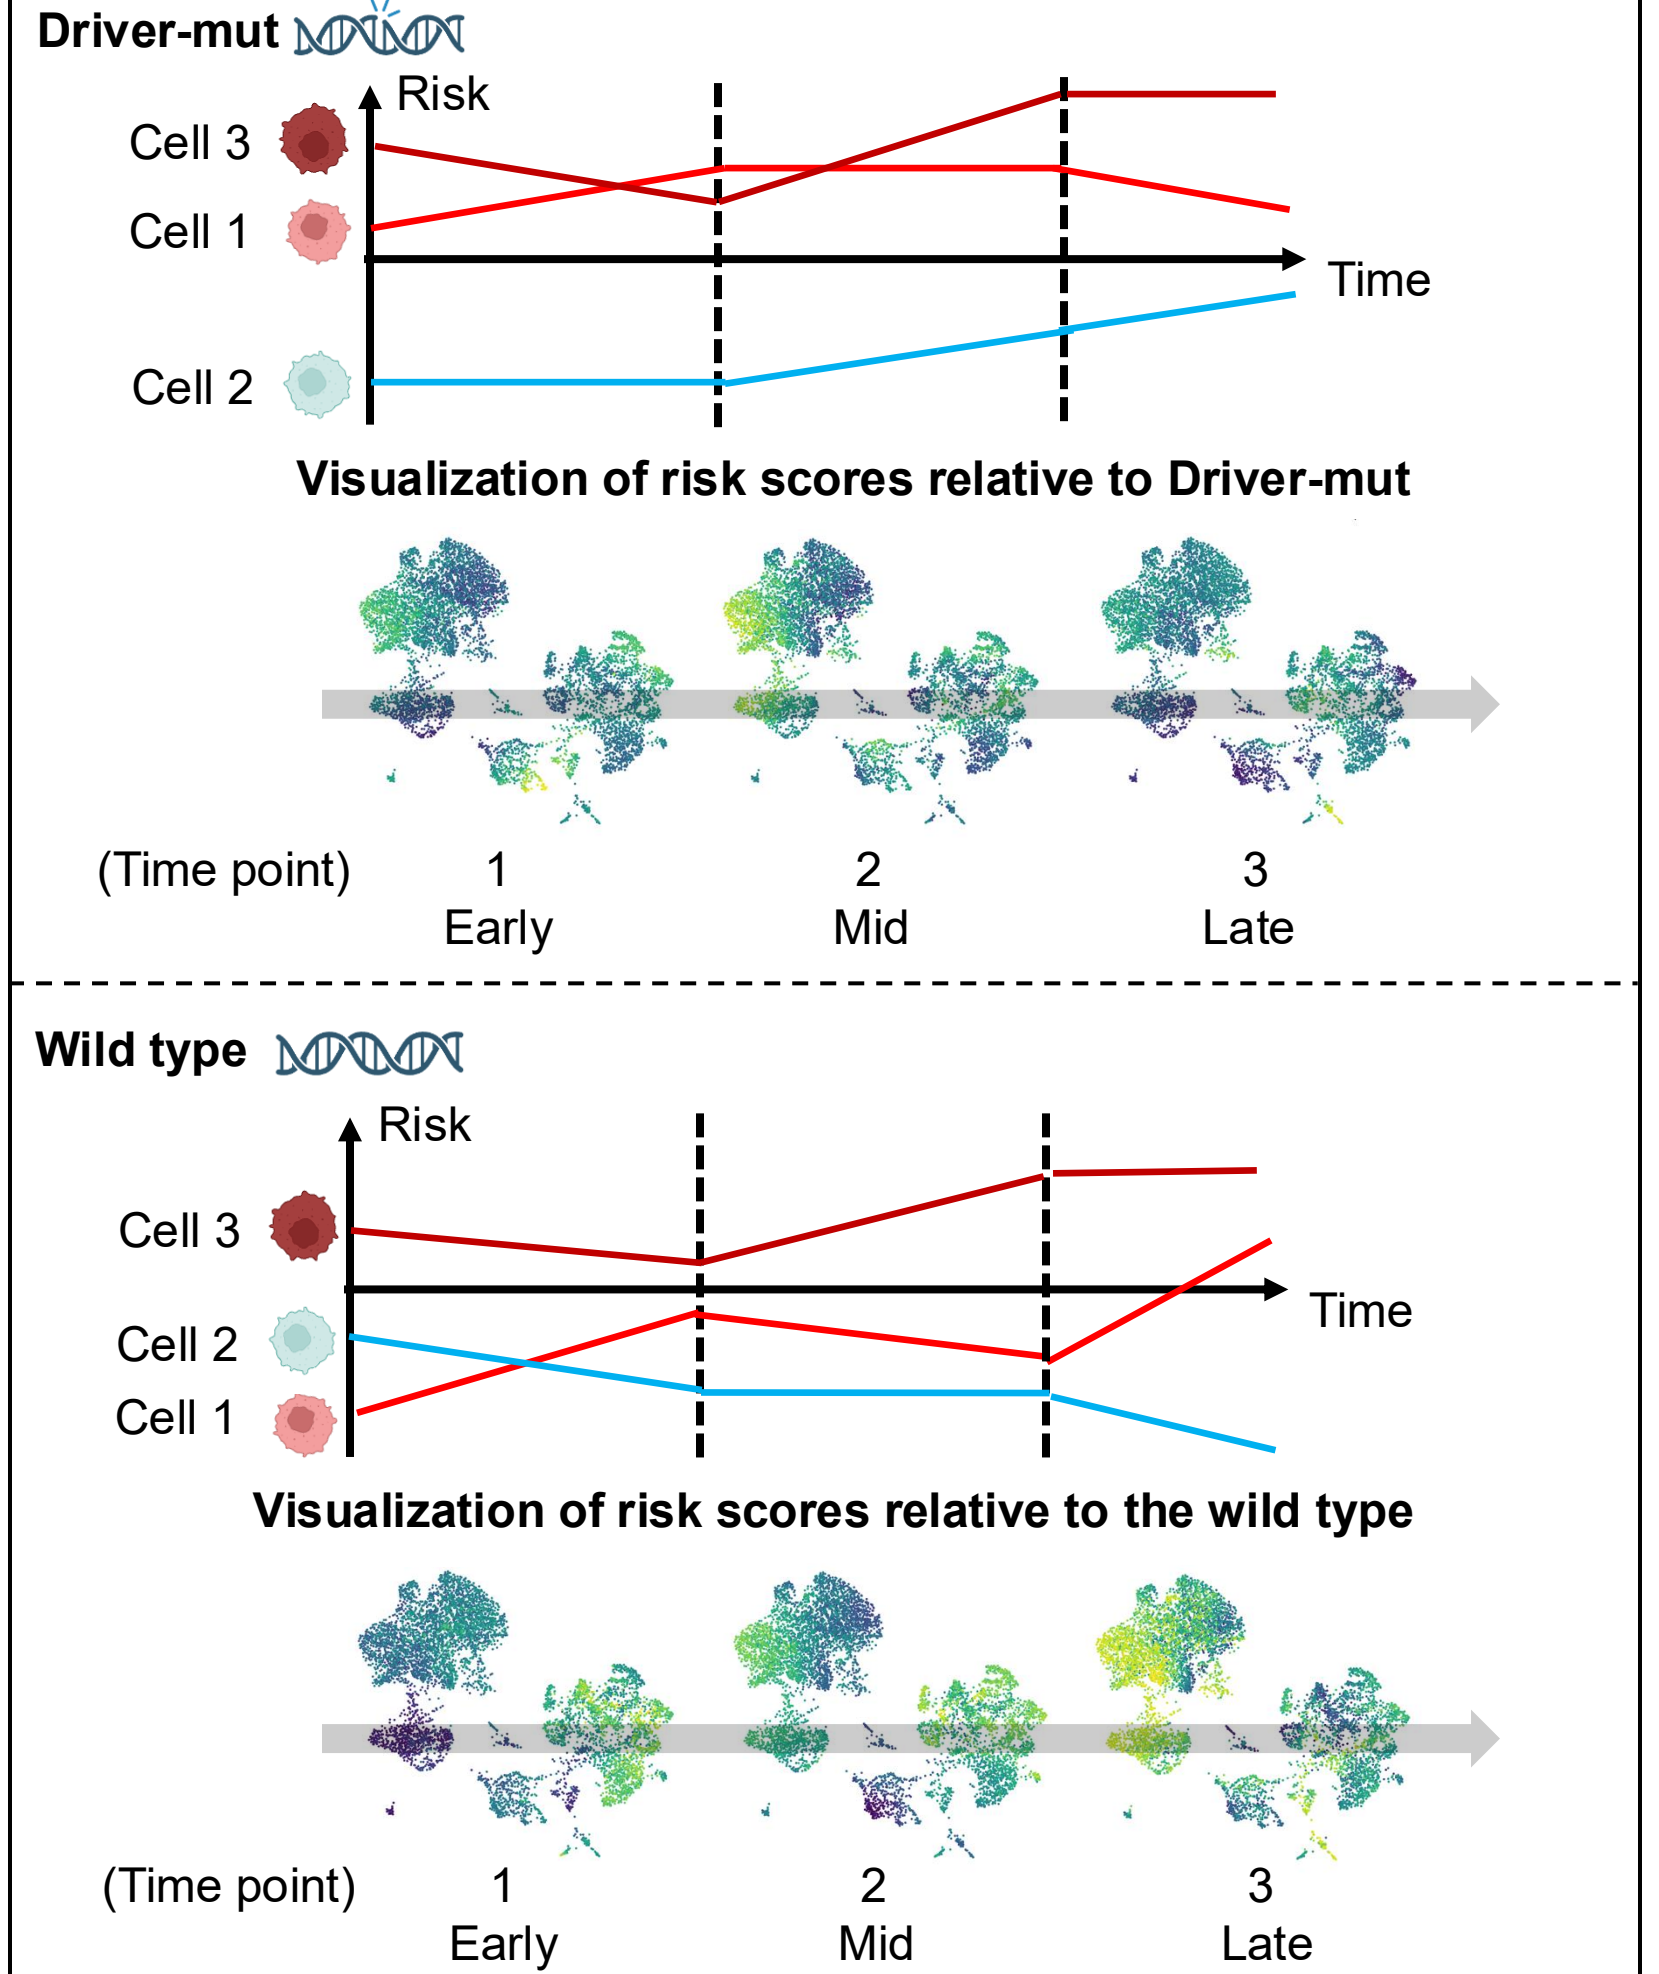 Driver-mut
Risk
Cell 3
Cell 1
Time
Cell 2
Visualization of risk scores relative to Driver-mut
(Time point) 1 2 3
Early Mid Late
Wild type
Risk
Cell 3
Time
Cell 2
Cell 1
Visualization of risk scores relative to the wild type
(Time point) 1 2 3
Early Mid Late